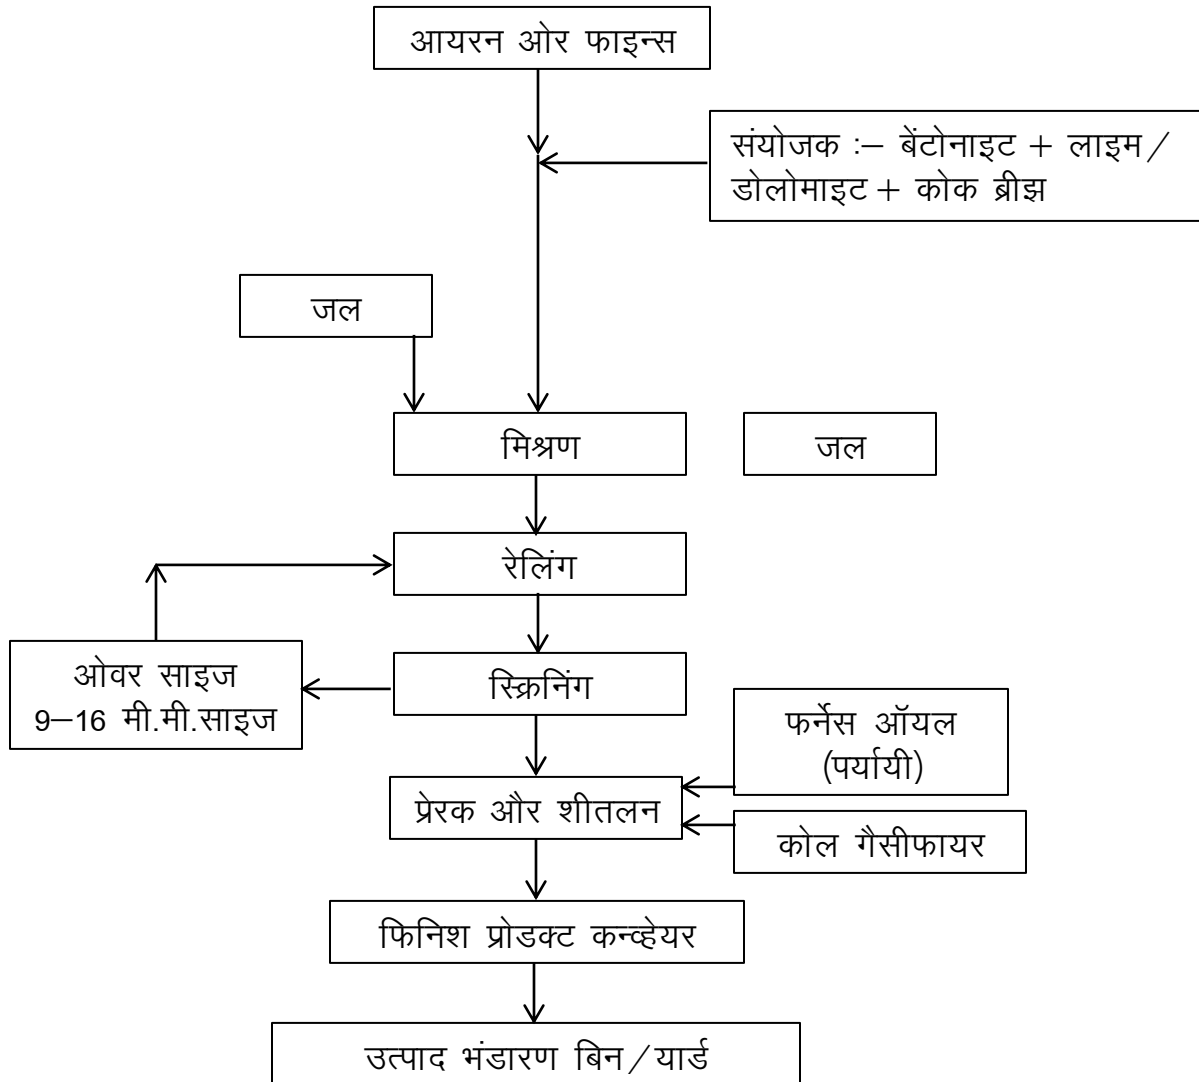 आयरन ओर फाइन्स
संयोजक :– बेंटोनाइट + लाइम /
डोलोमाइट + कोक ब्रीझ
जल
मिश्रण
जल
रेलिंग
ओवर साइज
9–16 मी.मी.साइज
स्क्रिनिंग
फर्नेस ऑयल
(पर्यायी)
प्रेरक और शीतलन
कोल गैसीफायर
फिनिश प्रोडक्ट कन्व्हेयर
उत्पाद भंडारण बिन / यार्ड